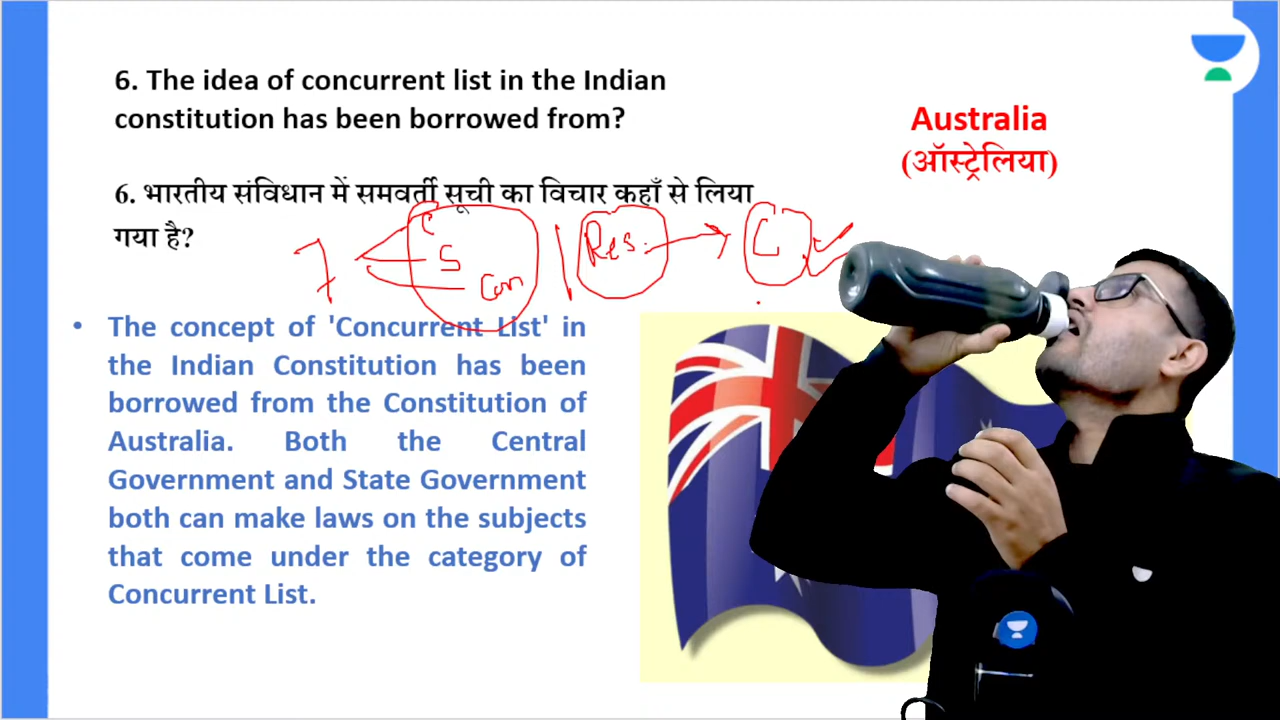 6. The idea of concurrent list in the Indian
constitution has been borrowed from?
Australia
(ऑस्ट्रेलिया)
6. भारतीय संविधान में समवर्ती सूची का विचार कहाँ से लिया
गया है?
7 C S Con Res. C
• The concept of 'Concurrent List' in
the Indian Constitution has been
borrowed from the Constitution of
Australia. Both the Central
Government and State Government
both can make laws on the subjects
that come under the category of
Concurrent List.